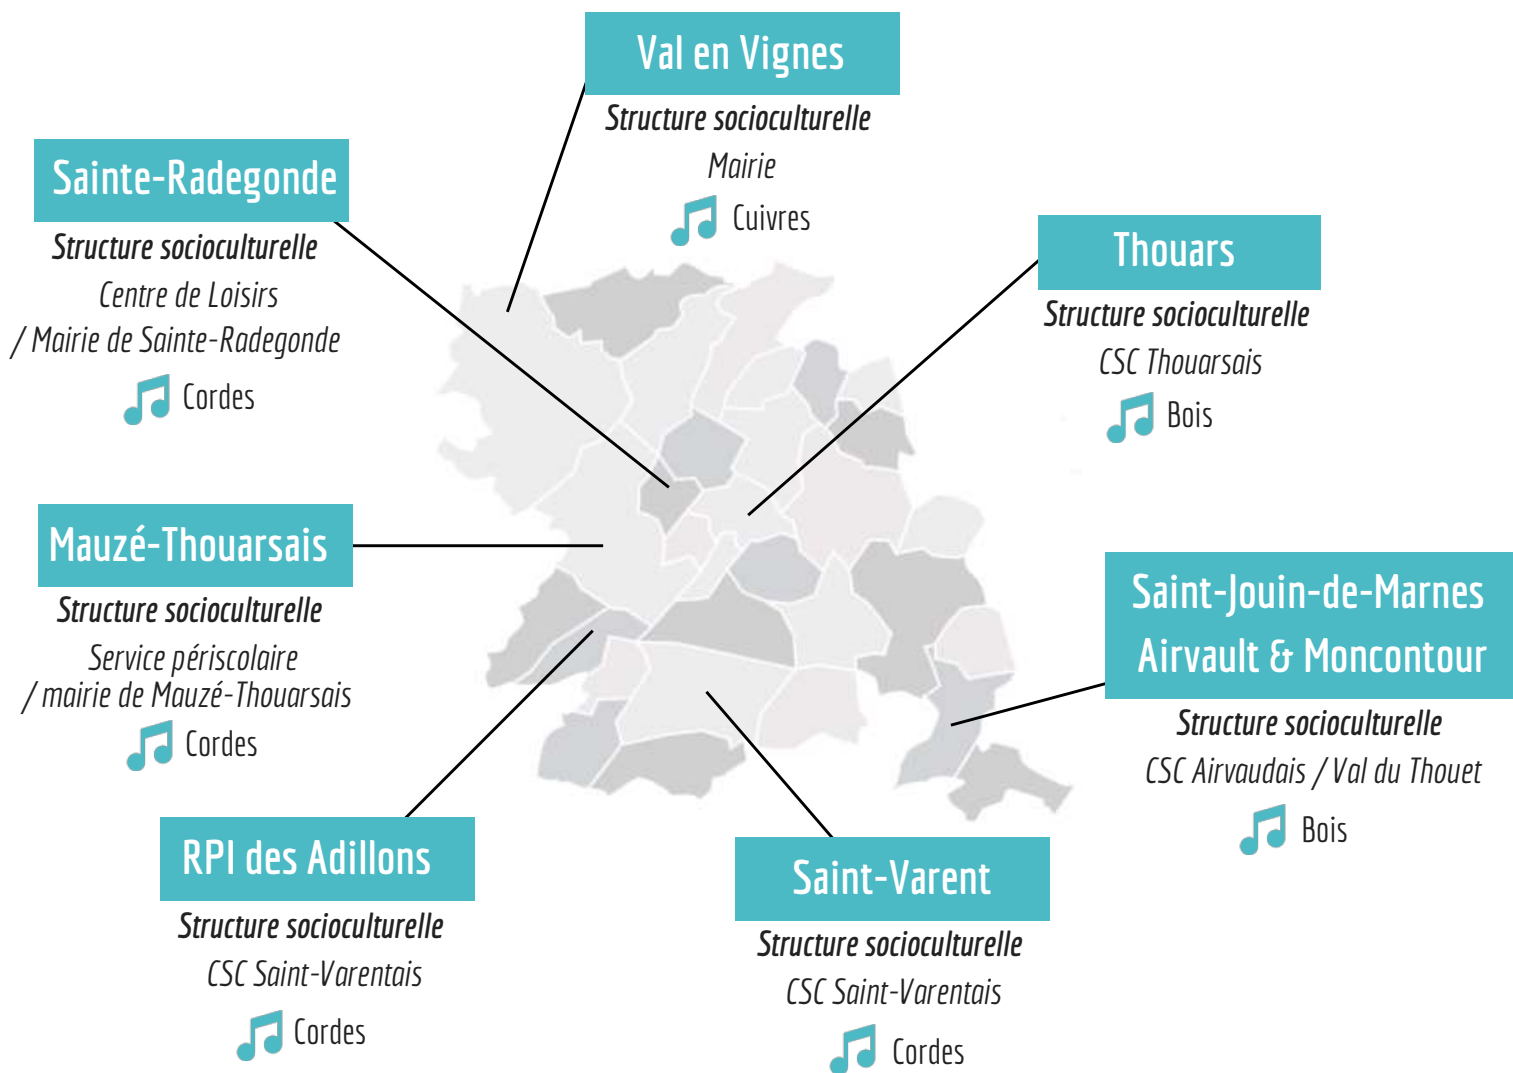 Val en Vignes
Structure socioculturelle
Mairie
Cuivres
Sainte-Radegonde
Structure socioculturelle
Centre de Loisirs
/ Mairie de Sainte-Radegonde
Cordes
Thouars
Structure socioculturelle
CSC Thouarsais
Bois
Mauzé-Thouarsais
Structure socioculturelle
Service périscolaire
/ mairie de Mauzé-Thouarsais
Cordes
Saint-Jouin-de-Marnes
Airvault & Moncontour
Structure socioculturelle
CSC Airvaudais / Val du Thouet
Bois
RPI des Adillons
Structure socioculturelle
CSC Saint-Varentais
Cordes
Saint-Varent
Structure socioculturelle
CSC Saint-Varentais
Cordes